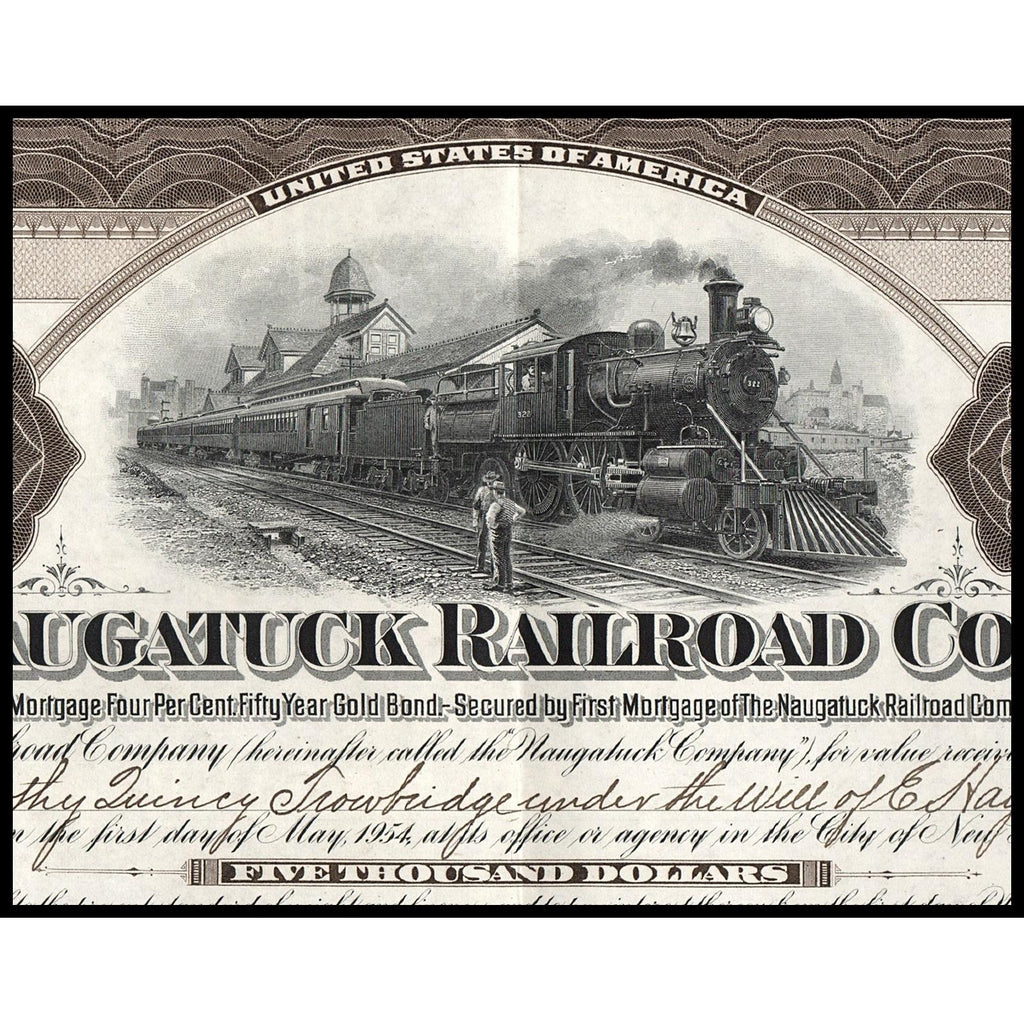 UNITED STATES OF AMERICA
322
322
AUGATUCK RAILROAD CO
Mortgage Four Per Cent. Fifty Year Gold Bond.-Secured by First Mortgage of The Naugatuck Railroad Com
road Company (hereinafter called the "Naugatuck Company"), for value receiv
thy Quincy Trowbridge under the Will of E Hay
n the first day of May, 1954, at its office or agency in the City of New
FIVE THOUSAND DOLLARS